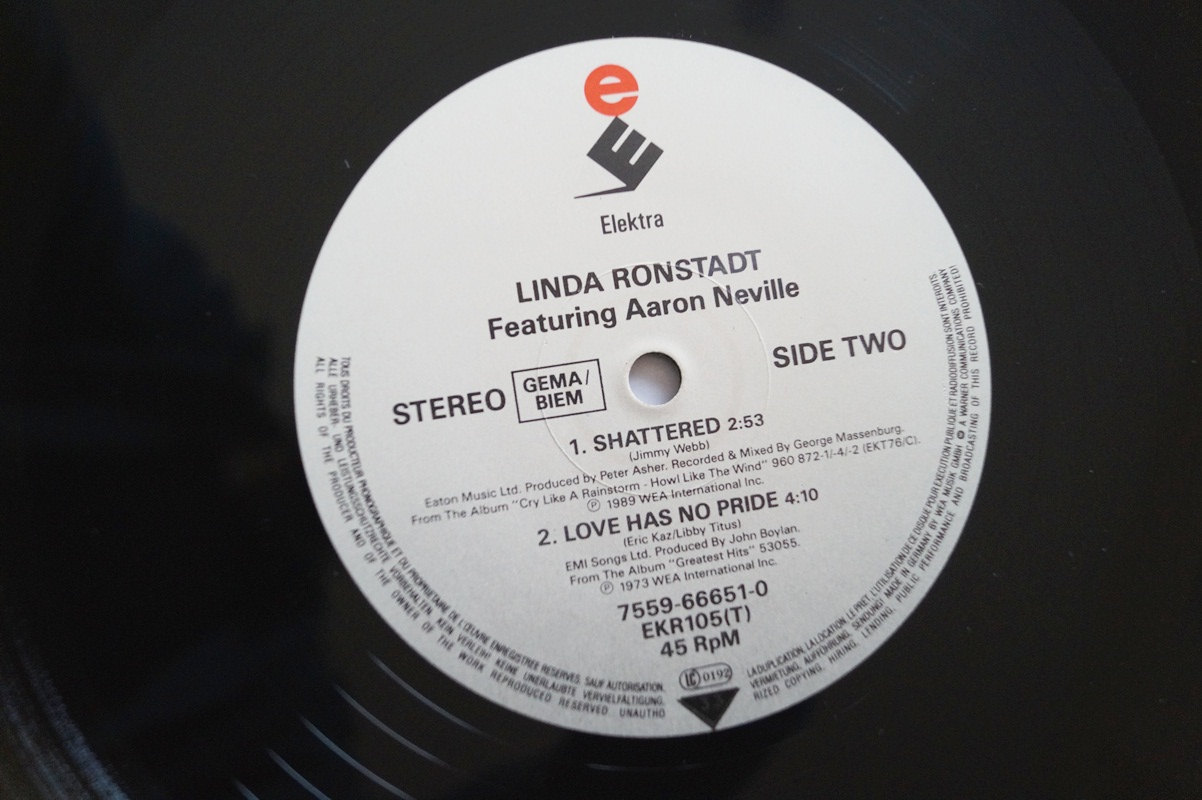 e
E
Elektra
LINDA RONSTADT
Featuring Aaron Neville
STEREO
GEMA/
BIEM
SIDE TWO
1. SHATTERED 2:53
(Jimmy Webb)
Eaton Music Ltd. Produced by Peter Asher. Recorded & Mixed By George Massenburg.
From The Album "Cry Like A Rainstorm - Howl Like The Wind" 960 872-1/-4/-2 (EKT76/C).
Ⓟ 1989 WEA International Inc.
2. LOVE HAS NO PRIDE 4:10
(Eric Kaz/Libby Titus)
EMI Songs Ltd. Produced By John Boylan.
From The Album "Greatest Hits" 53055.
Ⓟ 1973 WEA International Inc.
7559-66651-0
EKR105(T)
45 RpM
LC 0192
33
TOUS DROITS DU PRODUCTEUR PHONOGRAPHIQUE ET DU PROPRIETAIRE DE L'ŒUVRE ENREGISTREE RESERVES. SAUF AUTORISATION,
LA DUPLICATION, LA LOCATION, LE PRET, L'UTILISATION DE CE DISQUE POUR EXECUTION PUBLIQUE ET RADIODIFFUSION SONT INTERDITS.
ALLE URHEBER- UND LEISTUNGSSCHUTZRECHTE VORBEHALTEN. KEIN VERLEIH! KEINE UNERLAUBTE VERVIELFÄLTIGUNG,
VERMIETUNG, AUFFÜHRUNG, SENDUNG! MADE IN GERMANY BY WEA MUSIK GMBH Ⓦ A WARNER COMMUNICATIONS COMPANY
ALL RIGHTS OF THE PRODUCER AND OF THE OWNER OF THE WORK REPRODUCED RESERVED. UNAUTHO
RIZED COPYING, HIRING, LENDING, PUBLIC PERFORMANCE AND BROADCASTING OF THIS RECORD PROHIBITED!